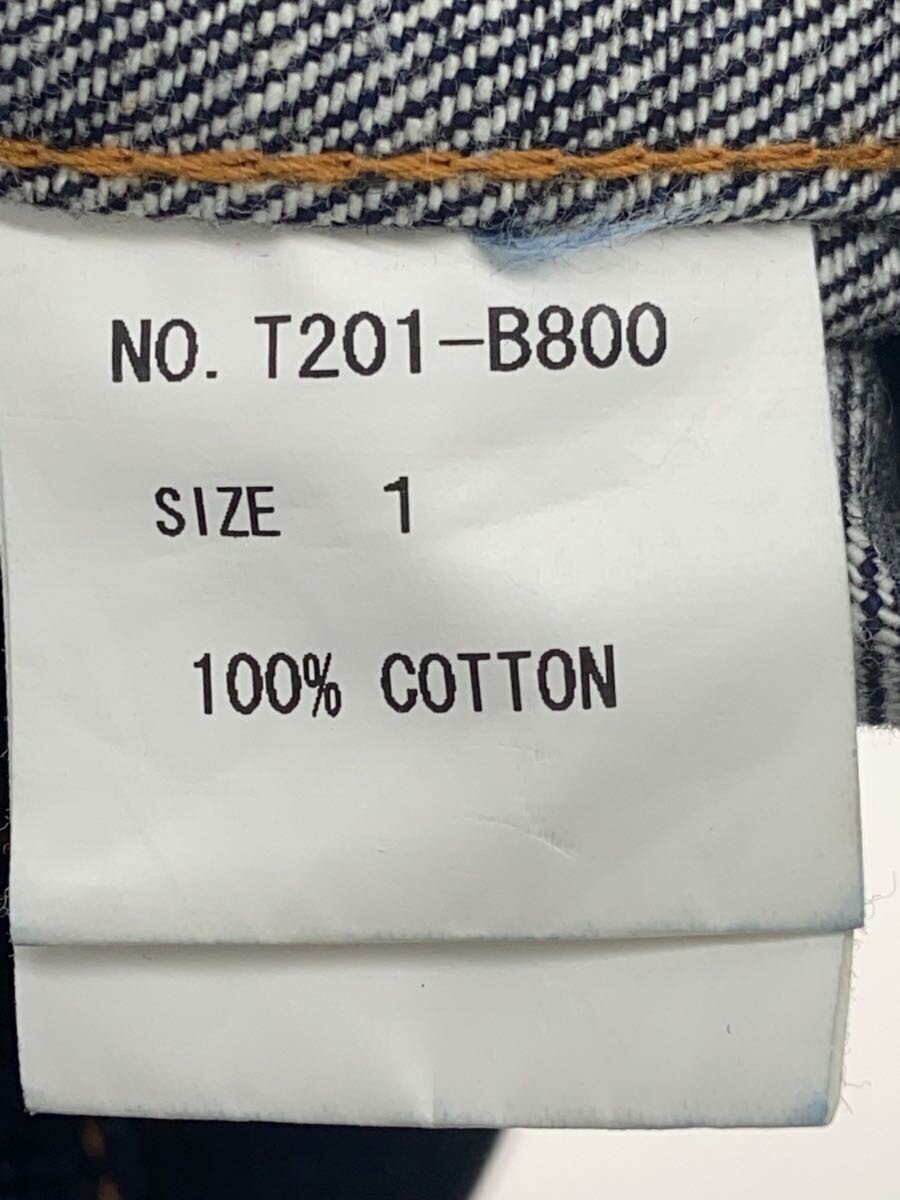 NO. T201-B800
SIZE 1
100% COTTON